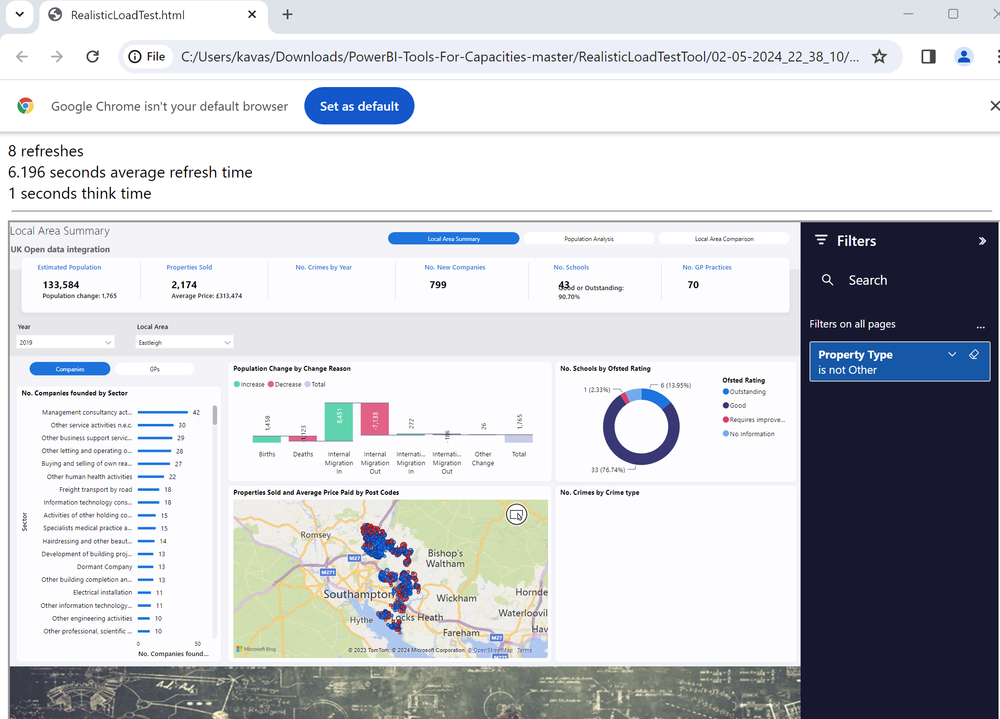 RealisticLoadTest.html
File
C:/Users/kavas/Downloads/PowerBI-Tools-For-Capacities-master/RealisticLoadTestTool/02-05-2024_22_38_10/...
Google Chrome isn't your default browser
Set as default
8 refreshes
6.196 seconds average refresh time
1 seconds think time
Local Area Summary
UK Open data integration
Local Area Summary
Population Analysis
Local Area Comparison
Estimated Population
133,584
Population change: 1,765
Properties Sold
2,174
Average Price: £313,474
No. Crimes by Year
No. New Companies
799
No. Schools
43
Good or Outstanding:
90.70%
No. GP Practices
70
Year
2019
Local Area
Eastleigh
Companies
GPs
No. Companies founded by Sector
Sector
Management consultancy act... 42
Other service activities n.e.c. 30
Other business support servic... 29
Other letting and operating o... 28
Buying and selling of own rea... 27
Other human health activities 22
Freight transport by road 18
Information technology cons... 18
Activities of other holding co... 15
Specialists medical practice a... 15
Hairdressing and other beaut... 14
Development of building proj... 13
Dormant Company 13
Other building completion an... 13
Electrical installation 11
Other information technology... 11
Other engineering activities 10
Other professional, scientific ... 10
0 50
No. Companies found...
Population Change by Change Reason
Increase Decrease Total
1,458
-1,123
8,451
-7,133
272
-186
26
1,765
Births
Deaths
Internal
Migration
In
Internal
Migration
Out
Internati...
Migration
In
Internati...
Migration
Out
Other
Change
Total
No. Schools by Ofsted Rating
1 (2.33%)
6 (13.95%)
33 (76.74%)
Ofsted Rating
Outstanding
Good
Requires improve...
No Information
Properties Sold and Average Price Paid by Post Codes
Romsey
Bishop's
Waltham
M27
M271
Southampton
Wickham
Hornde
Waterloovil
Hythe
Locks Heath
Hav
Fareham
M27
M275
Microsoft Bing
© 2023 TomTom, © 2024 Microsoft Corporation, © OpenStreetMap Terms
No. Crimes by Crime type
Filters
Search
Filters on all pages
...
Property Type
is not Other